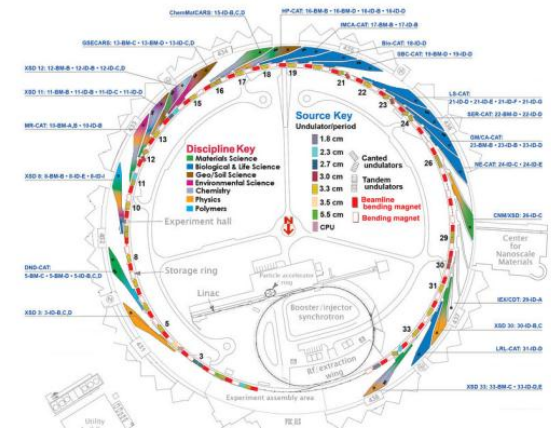 ChemMatCARS: 15-ID-B,C,D
HP-CAT: 16-BM-B • 16-BM-D • 16-ID-B • 16-ID-D
IMCA-CAT: 17-BM-B • 17-ID-B
GSECARS: 13-BM-C • 13-BM-D • 13-ID-C,D
Bio-CAT: 18-ID-D
SBC-CAT: 19-BM-D • 19-ID-D
XSD 12: 12-BM-B • 12-ID-B • 12-ID-C,D
XSD 11: 11-BM-B • 11-ID-B • 11-ID-C • 11-ID-D
LS-CAT:
21-ID-D • 21-ID-E • 21-ID-F • 21-ID-G
SER-CAT: 22-BM-D • 22-ID-D
MR-CAT: 10-BM-A,B • 10-ID-B
GM/CA-CAT:
23-BM-B • 23-ID-B • 23-ID-D
NE-CAT: 24-ID-C • 24-ID-E
XSD 8: 8-BM-B • 8-ID-E • 8-ID-I
CNM/XSD: 26-ID-C
DND-CAT:
5-BM-C • 5-BM-D • 5-ID-B,C,D
XSD 3: 3-ID-B,C,D
IEX/CDT: 29-ID-A
XSD 30: 30-ID-B,C
LRL-CAT: 31-ID-D
XSD 33: 33-BM-C • 33-ID-D,E
Discipline Key
Materials Science
Biological & Life Science
Geo/Soil Science
Environmental Science
Chemistry
Physics
Polymers
Source Key
Undulator/period
1.8 cm
2.3 cm
2.7 cm
3.0 cm
3.3 cm
3.5 cm
5.5 cm
CPU
Canted
undulators
Tandem
undulators
Beamline
bending magnet
Bending magnet
N
Experiment hall
Storage ring
Linac
Particle accumulator
ring
Booster/injector
synchrotron
Rf/extraction
wing
Experiment assembly area
Center
for
Nanoscale
Materials
Utility
3
5
8
10
11
12
13
15
16
17
18
19
21
22
23
24
26
29
30
31
33